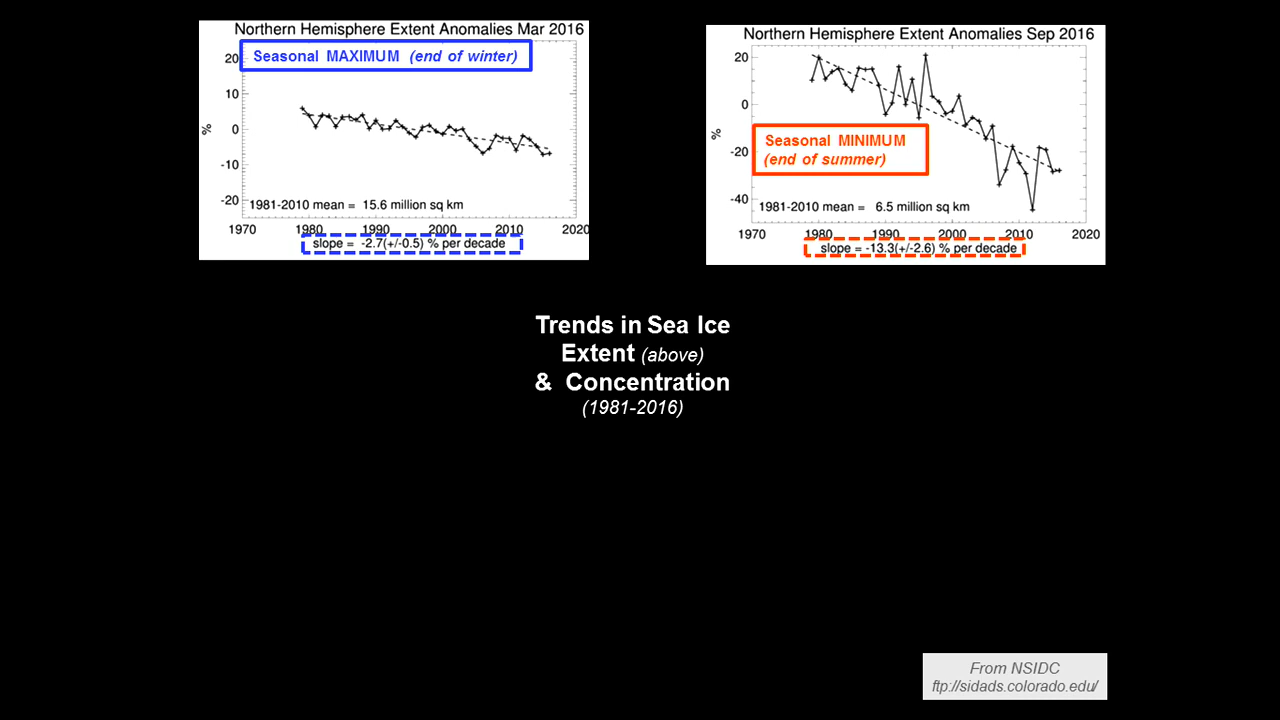 Northern Hemisphere Extent Anomalies Mar 2016
Seasonal MAXIMUM (end of winter)
20
10
0
-10
-20
%
1981-2010 mean = 15.6 million sq km
1970 1980 1990 2000 2010 2020
slope = -2.7(+/-0.5) % per decade
Northern Hemisphere Extent Anomalies Sep 2016
20
0
-20
-40
%
Seasonal MINIMUM
(end of summer)
1981-2010 mean = 6.5 million sq km
1970 1980 1990 2000 2010 2020
slope = -13.3(+/-2.6) % per decade
Trends in Sea Ice
Extent (above)
& Concentration
(1981-2016)
From NSIDC
ftp://sidads.colorado.edu/